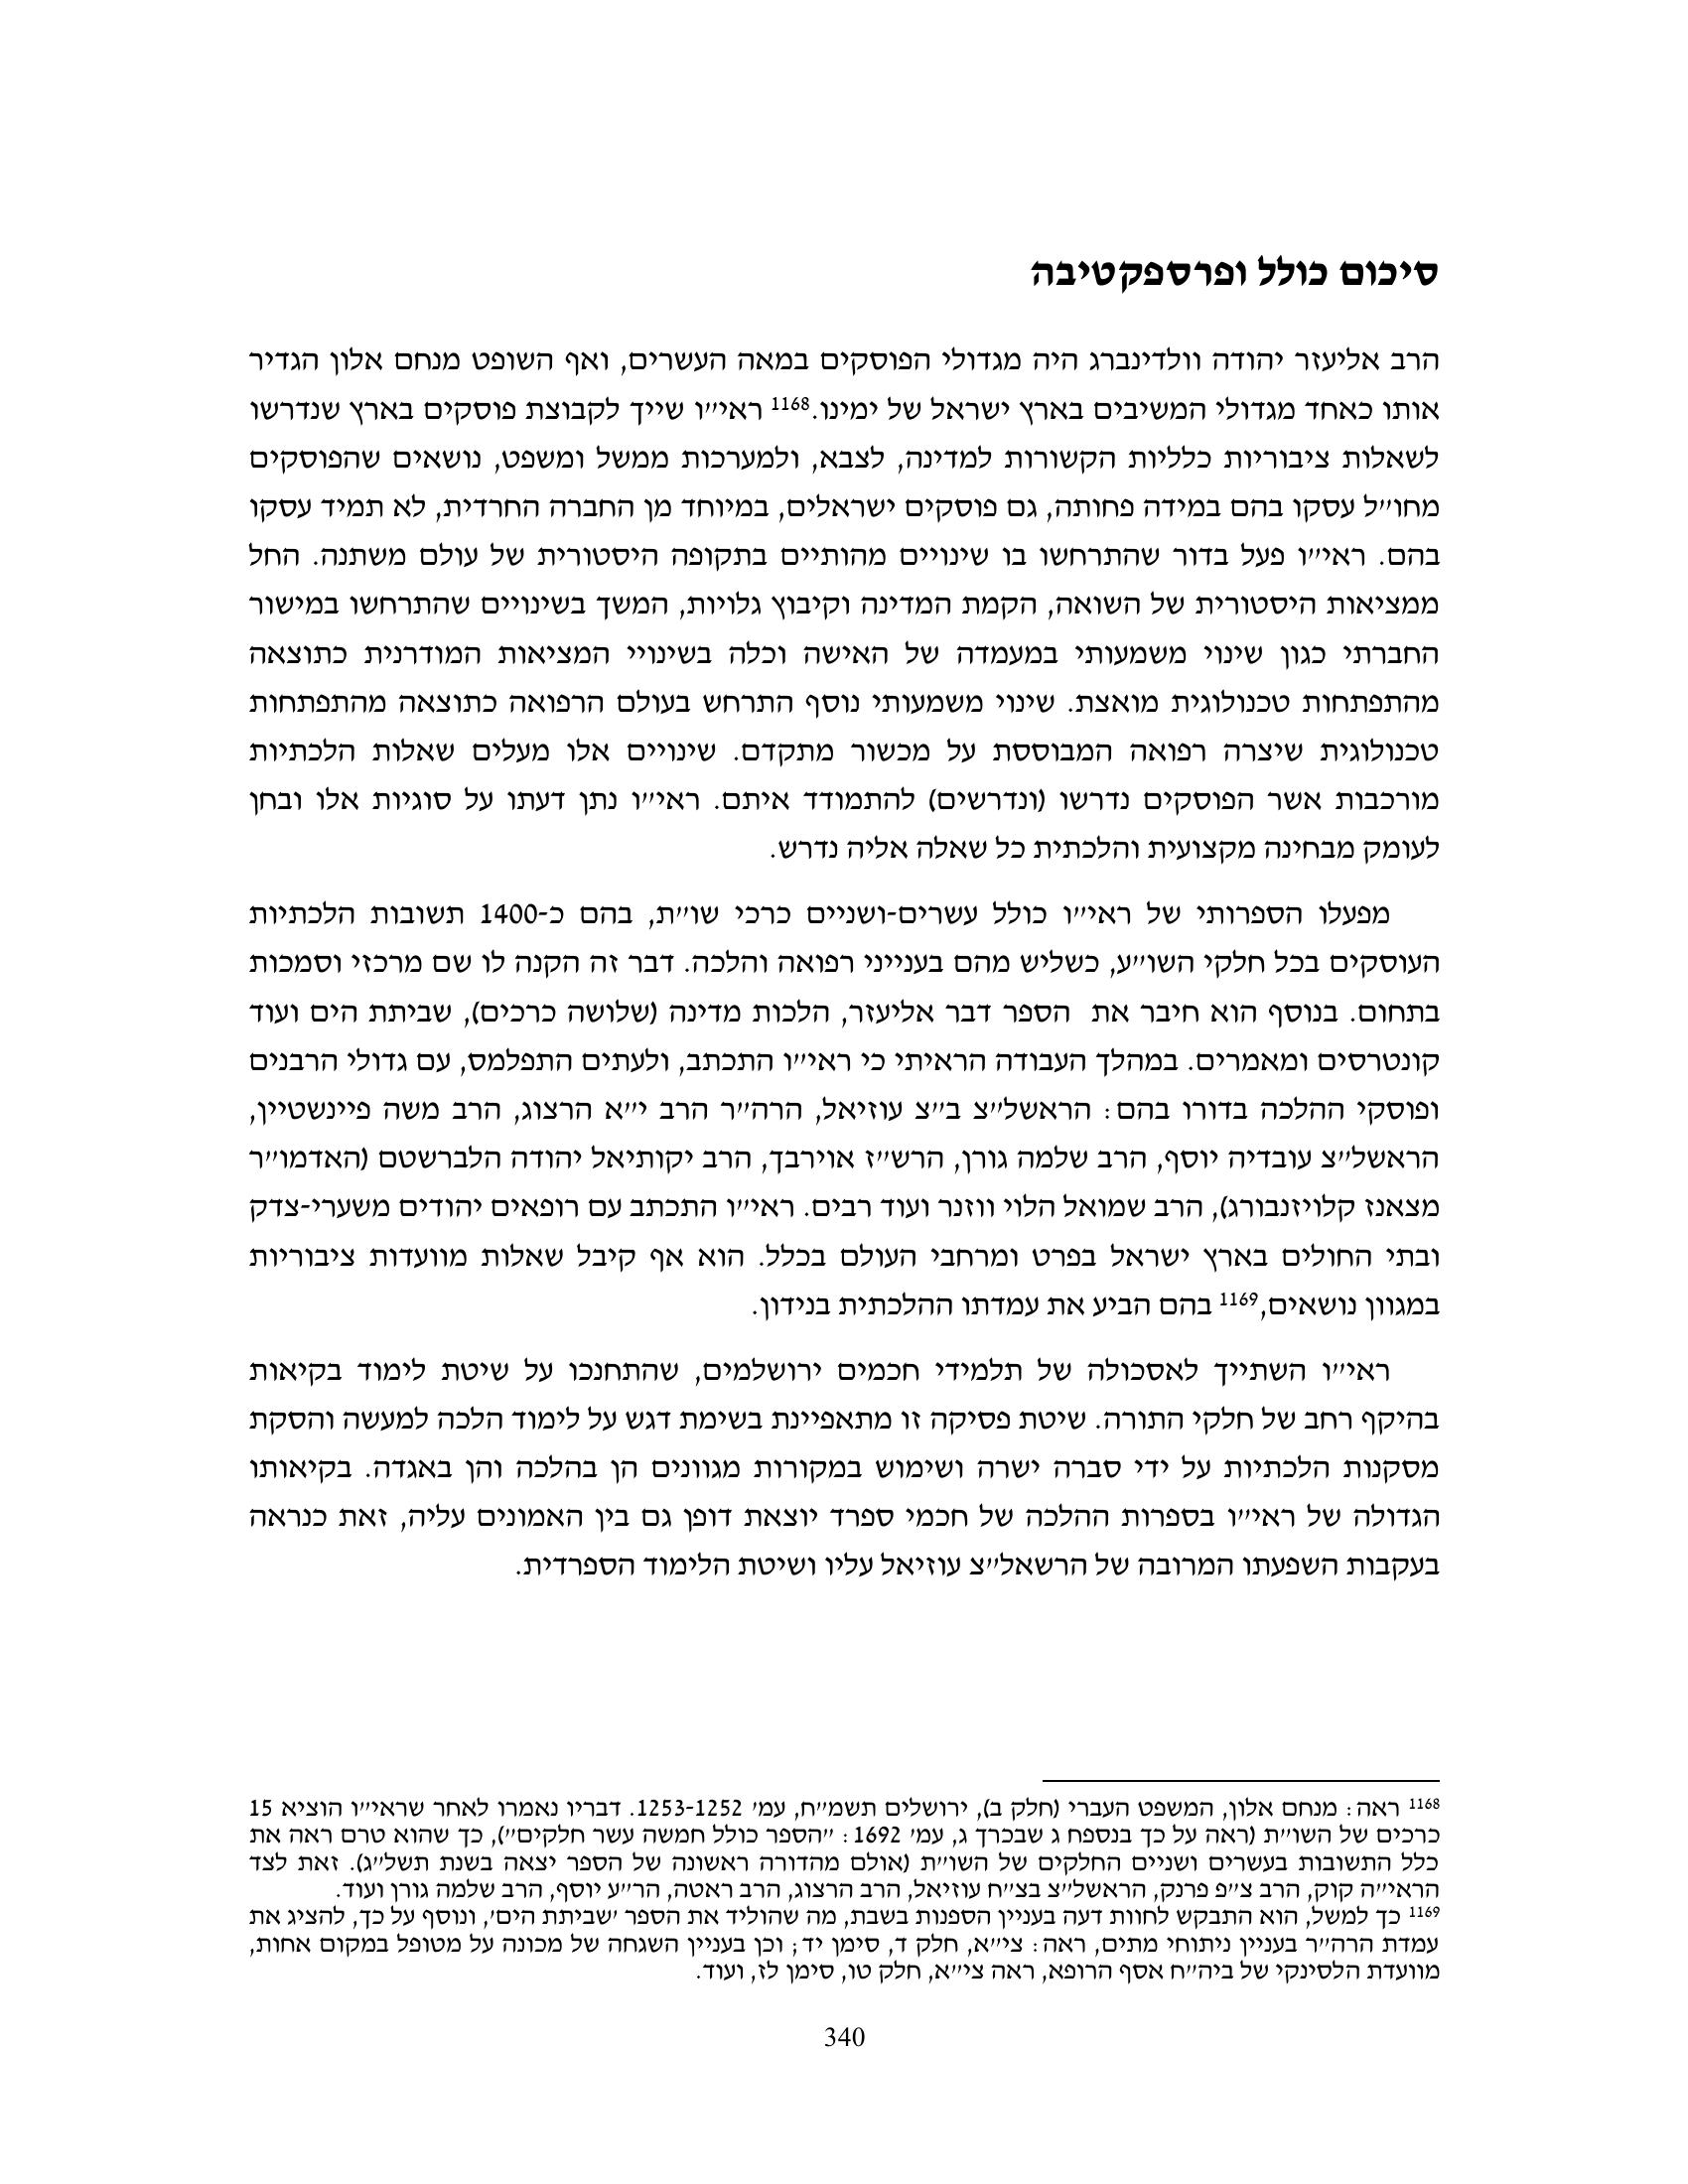 סיכום כולל ופרספקטיבה
הרב אליעזר יהודה וולדינברג היה מגדולי הפוסקים במאה העשרים, ואף השופט מנחם אלון הגדיר
אותו כאחד מגדולי המשיבים בארץ ישראל של ימינו.1168 ראי״ו שייך לקבוצת פוסקים בארץ שנדרשו
לשאלות ציבוריות כלליות הקשורות למדינה, לצבא, ולמערכות ממשל ומשפט, נושאים שהפוסקים
מחו״ל עסקו בהם במידה פחותה, גם פוסקים ישראלים, במיוחד מן החברה החרדית, לא תמיד עסקו
בהם. ראי״ו פעל בדור שהתרחשו בו שינויים מהותיים בתקופה היסטורית של עולם משתנה. החל
ממציאות היסטורית של השואה, הקמת המדינה וקיבוץ גלויות, המשך בשינויים שהתרחשו במישור
החברתי כגון שינוי משמעותי במעמדה של האישה וכלה בשינויי המציאות המודרנית כתוצאה
מהתפתחות טכנולוגית מואצת. שינוי משמעותי נוסף התרחש בעולם הרפואה כתוצאה מהתפתחות
טכנולוגית שיצרה רפואה המבוססת על מכשור מתקדם. שינויים אלו מעלים שאלות הלכתיות
מורכבות אשר הפוסקים נדרשו (ונדרשים) להתמודד איתם. ראי״ו נתן דעתו על סוגיות אלו ובחן
לעומק מבחינה מקצועית והלכתית כל שאלה אליה נדרש.
מפעלו הספרותי של ראי״ו כולל עשרים-ושניים כרכי שו״ת, בהם כ-1400 תשובות הלכתיות
העוסקים בכל חלקי השו״ע, כשליש מהם בענייני רפואה והלכה. דבר זה הקנה לו שם מרכזי וסמכות
בתחום. בנוסף הוא חיבר את  הספר דבר אליעזר, הלכות מדינה (שלושה כרכים), שביתת הים ועוד
קונטרסים ומאמרים. במהלך העבודה הראיתי כי ראי״ו התכתב, ולעתים התפלמס, עם גדולי הרבנים
ופוסקי ההלכה בדורו בהם: הראשל״צ ב״צ עוזיאל, הרה״ר הרב י״א הרצוג, הרב משה פיינשטיין,
הראשל״צ עובדיה יוסף, הרב שלמה גורן, הרש״ז אוירבך, הרב יקותיאל יהודה הלברשטם (האדמו״ר
מצאנז קלויזנבורג), הרב שמואל הלוי ווזנר ועוד רבים. ראי״ו התכתב עם רופאים יהודים משערי-צדק
ובתי החולים בארץ ישראל בפרט ומרחבי העולם בכלל. הוא אף קיבל שאלות מוועדות ציבוריות
במגוון נושאים,1169 בהם הביע את עמדתו ההלכתית בנידון.
ראי״ו השתייך לאסכולה של תלמידי חכמים ירושלמים, שהתחנכו על שיטת לימוד בקיאות
בהיקף רחב של חלקי התורה. שיטת פסיקה זו מתאפיינת בשימת דגש על לימוד הלכה למעשה והסקת
מסקנות הלכתיות על ידי סברה ישרה ושימוש במקורות מגוונים הן בהלכה והן באגדה. בקיאותו
הגדולה של ראי״ו בספרות ההלכה של חכמי ספרד יוצאת דופן גם בין האמונים עליה, זאת כנראה
בעקבות השפעתו המרובה של הרשאל״צ עוזיאל עליו ושיטת הלימוד הספרדית.
1168 ראה: מנחם אלון, המשפט העברי (חלק ב), ירושלים תשמ״ח, עמ׳ 1253-1252. דבריו נאמרו לאחר שראי״ו הוציא 15
כרכים של השו״ת (ראה על כך בנספח ג שבכרך ג, עמ׳ 1692: ״הספר כולל חמשה עשר חלקים״), כך שהוא טרם ראה את
כלל התשובות בעשרים ושניים החלקים של השו״ת (אולם מהדורה ראשונה של הספר יצאה בשנת תשל״ג). זאת לצד
הראי״ה קוק, הרב צ״פ פרנק, הראשל״צ בצ״ח עוזיאל, הרב הרצוג, הרב ראטה, הר״ע יוסף, הרב שלמה גורן ועוד.
1169 כך למשל, הוא התבקש לחוות דעה בעניין הספנות בשבת, מה שהוליד את הספר ׳שביתת הים׳, ונוסף על כך, להציג את
עמדת הרה״ר בעניין ניתוחי מתים, ראה: צי״א, חלק ד, סימן יד; וכן בעניין השגחה של מכונה על מטופל במקום אחות,
מוועדת הלסינקי של ביה״ח אסף הרופא, ראה צי״א, חלק טו, סימן לז, ועוד.
340